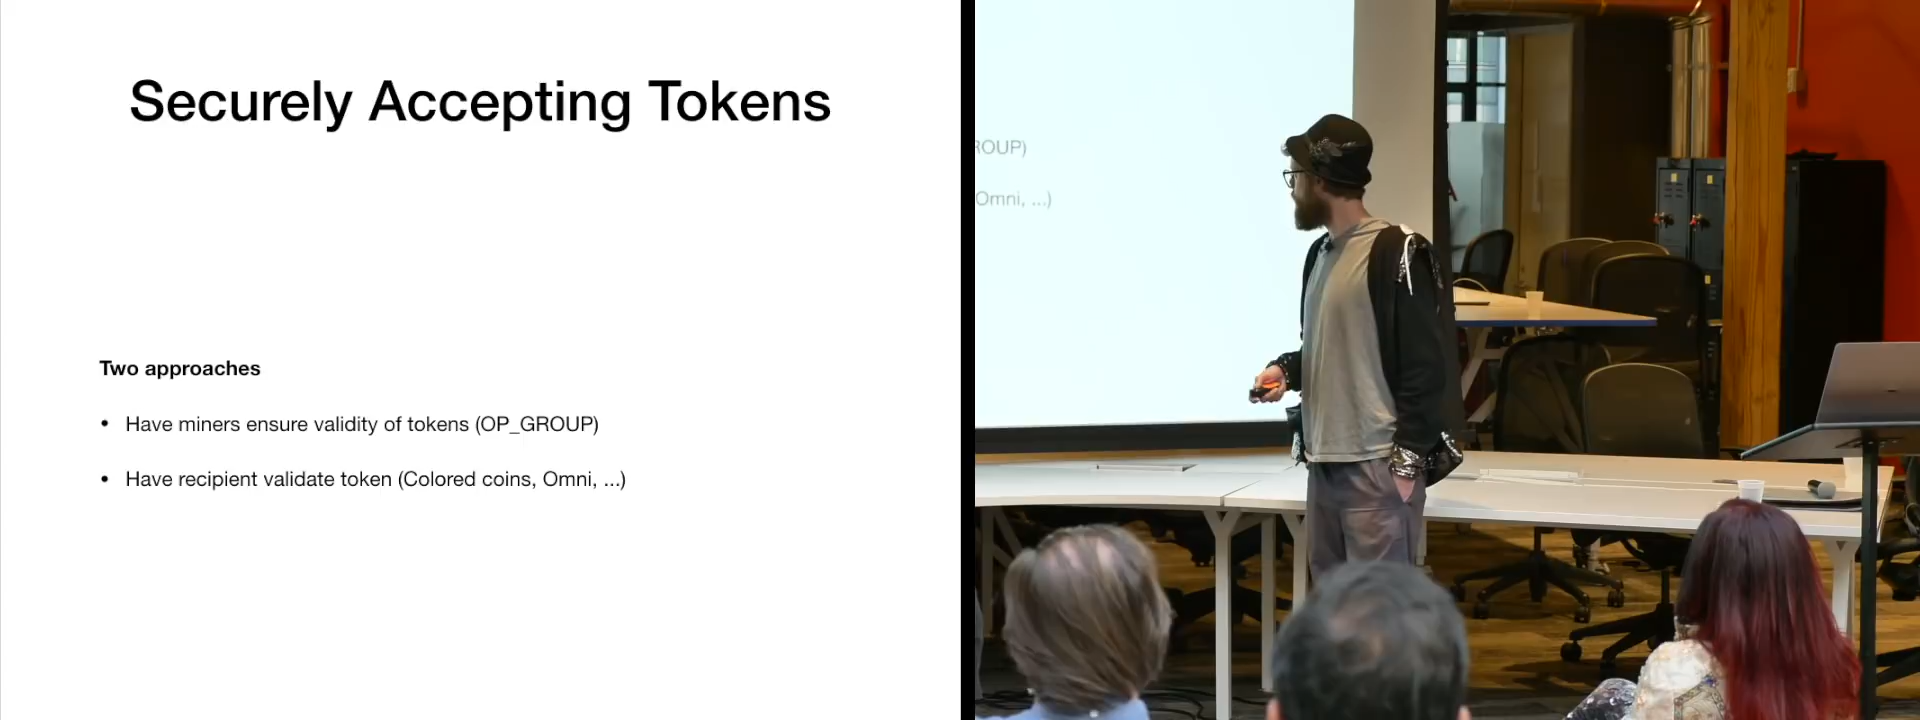 Securely Accepting Tokens
Two approaches
• Have miners ensure validity of tokens (OP_GROUP)
• Have recipient validate token (Colored coins, Omni, ...)
ROUP)
Omni, ...)